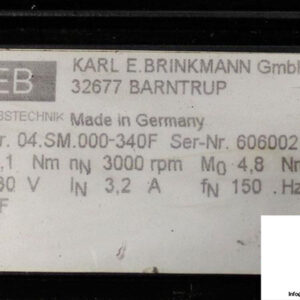 EB KARL E.BRINKMANN GmbH
32677 BARNTRUP
BSTECHNIK Made in Germany
r. 04.SM.000-340F Ser-Nr. 606002
,1 Nm nN 3000 rpm M0 4,8 N
30 V IN 3,2 A fN 150 Hz
F